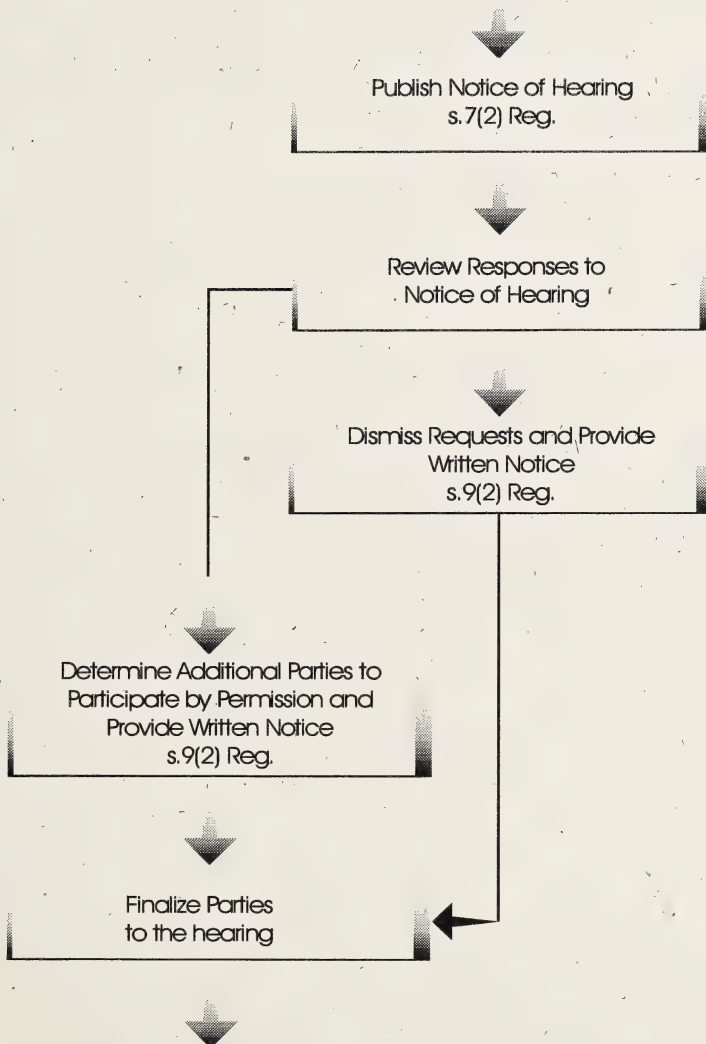 Publish Notice of Hearing
s.7(2) Reg.
Review Responses to
Notice of Hearing
Dismiss Requests and Provide
Written Notice
s.9(2) Reg.
Determine Additional Parties to
Participate by Permission and
Provide Written Notice
s.9(2) Reg.
Finalize Parties
to the hearing